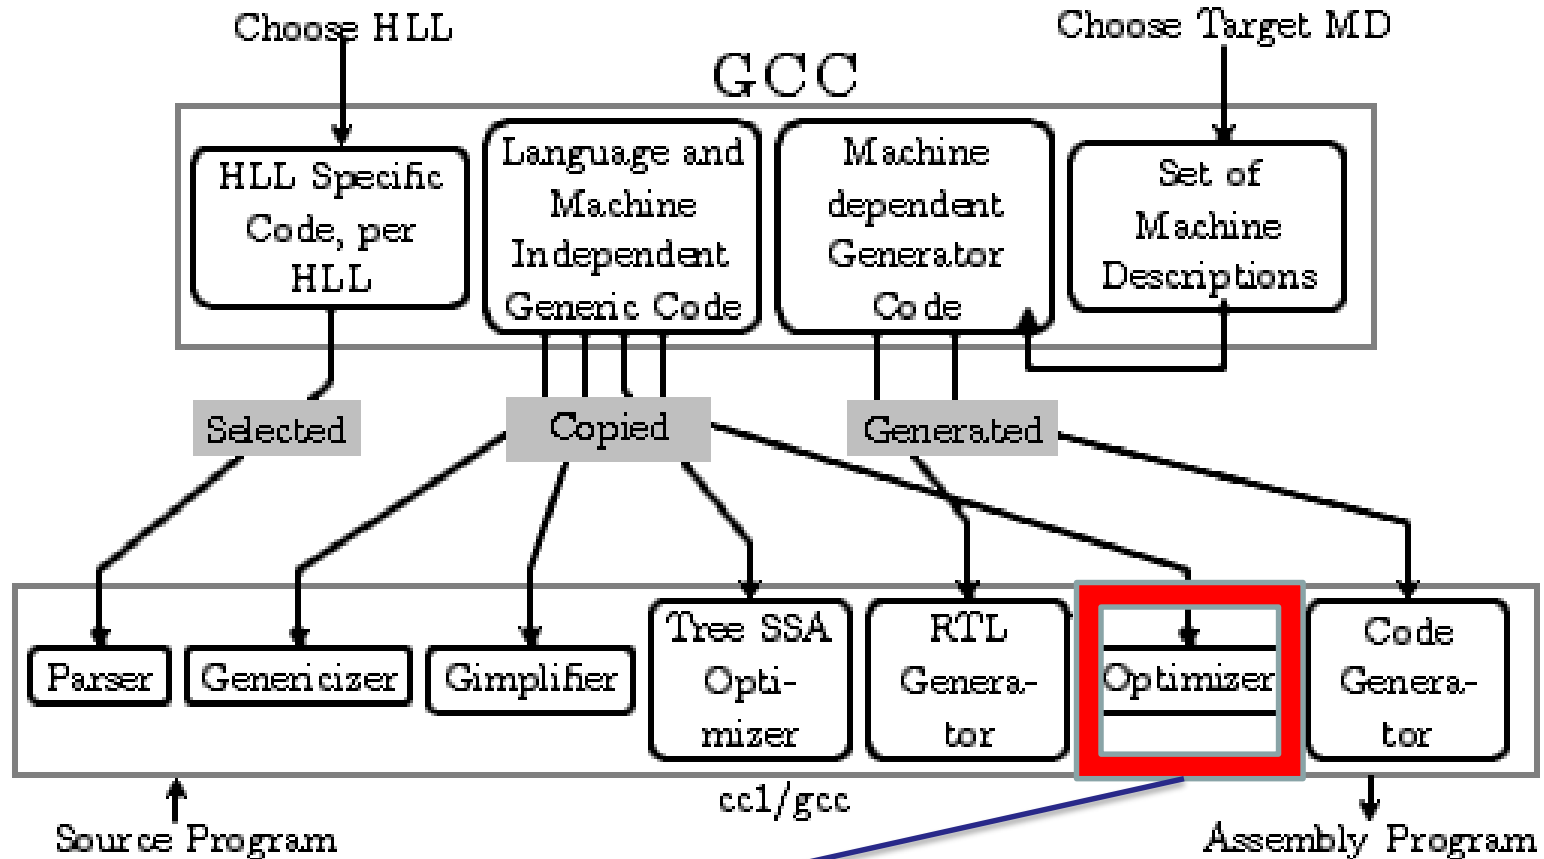 Choose HLL
Choose Target MD
GCC
HLL Specific
Code, per
HLL
Language and
Machine
Independent
Generic Code
Machine
dependent
Generator
Code
Set of
Machine
Descriptions
Selected
Copied
Generated
Parser
Genericizer
Gimplifier
Tree SSA
Opti-
mizer
RTL
Genera-
tor
Optimizer
Code
Genera-
tor
cc1/gcc
Source Program
Assembly Program